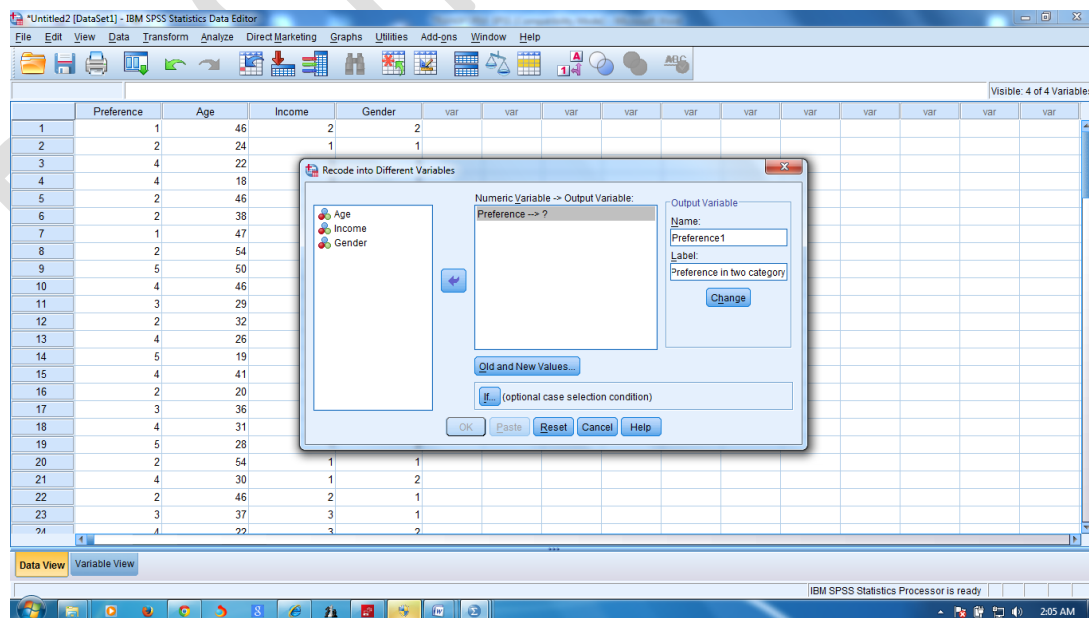 *Untitled2 [DataSet1] - IBM SPSS Statistics Data Editor
File Edit View Data Transform Analyze Direct Marketing Graphs Utilities Add-ons Window Help
Visible: 4 of 4 Variables
Preference Age Income Gender var var var var var var var var var
1 1 46 2 2
2 2 24 1 1
3 4 22
4 4 18
5 2 46
6 2 38
7 1 47
8 2 54
9 5 50
10 4 46
11 3 29
12 2 32
13 4 26
14 5 19
15 4 41
16 2 20
17 3 36
18 4 31
19 5 28
20 2 54 1 1
21 4 30 1 2
22 2 46 2 1
23 3 37 3 1
24 4 22 3 2
Recode into Different Variables
Age
Income
Gender
Numeric Variable -> Output Variable:
Preference --> ?
Output Variable
Name:
Preference1
Label:
Preference in two category
Change
Old and New Values...
If... (optional case selection condition)
OK Paste Reset Cancel Help
Data View Variable View
IBM SPSS Statistics Processor is ready
2:05 AM